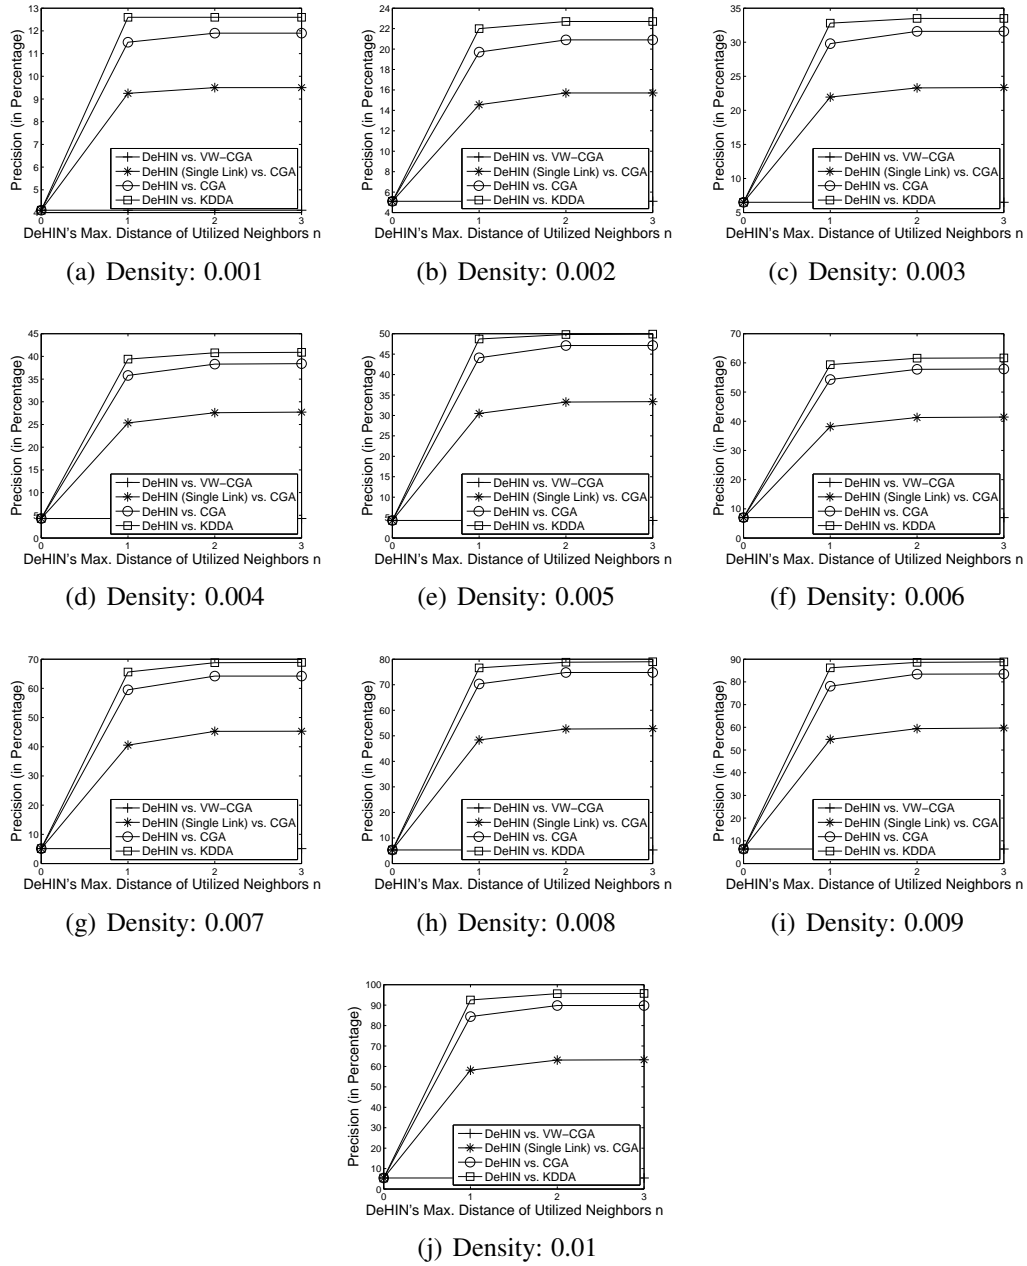 13
12
11
10
9
8
7
6
5
4
Precision (in Percentage)
DeHIN vs. VW−CGA
DeHIN (Single Link) vs. CGA
DeHIN vs. CGA
DeHIN vs. KDDA
0 1 2 3
DeHIN's Max. Distance of Utilized Neighbors n
(a) Density: 0.001
24
22
20
18
16
14
12
10
8
6
4
Precision (in Percentage)
DeHIN vs. VW−CGA
DeHIN (Single Link) vs. CGA
DeHIN vs. CGA
DeHIN vs. KDDA
0 1 2 3
DeHIN's Max. Distance of Utilized Neighbors n
(b) Density: 0.002
35
30
25
20
15
10
5
Precision (in Percentage)
DeHIN vs. VW−CGA
DeHIN (Single Link) vs. CGA
DeHIN vs. CGA
DeHIN vs. KDDA
0 1 2 3
DeHIN's Max. Distance of Utilized Neighbors n
(c) Density: 0.003
45
40
35
30
25
20
15
10
5
0
Precision (in Percentage)
DeHIN vs. VW−CGA
DeHIN (Single Link) vs. CGA
DeHIN vs. CGA
DeHIN vs. KDDA
0 1 2 3
DeHIN's Max. Distance of Utilized Neighbors n
(d) Density: 0.004
50
45
40
35
30
25
20
15
10
5
0
Precision (in Percentage)
DeHIN vs. VW−CGA
DeHIN (Single Link) vs. CGA
DeHIN vs. CGA
DeHIN vs. KDDA
0 1 2 3
DeHIN's Max. Distance of Utilized Neighbors n
(e) Density: 0.005
70
60
50
40
30
20
10
0
Precision (in Percentage)
DeHIN vs. VW−CGA
DeHIN (Single Link) vs. CGA
DeHIN vs. CGA
DeHIN vs. KDDA
0 1 2 3
DeHIN's Max. Distance of Utilized Neighbors n
(f) Density: 0.006
70
60
50
40
30
20
10
0
Precision (in Percentage)
DeHIN vs. VW−CGA
DeHIN (Single Link) vs. CGA
DeHIN vs. CGA
DeHIN vs. KDDA
0 1 2 3
DeHIN's Max. Distance of Utilized Neighbors n
(g) Density: 0.007
80
70
60
50
40
30
20
10
0
Precision (in Percentage)
DeHIN vs. VW−CGA
DeHIN (Single Link) vs. CGA
DeHIN vs. CGA
DeHIN vs. KDDA
0 1 2 3
DeHIN's Max. Distance of Utilized Neighbors n
(h) Density: 0.008
90
80
70
60
50
40
30
20
10
0
Precision (in Percentage)
DeHIN vs. VW−CGA
DeHIN (Single Link) vs. CGA
DeHIN vs. CGA
DeHIN vs. KDDA
0 1 2 3
DeHIN's Max. Distance of Utilized Neighbors n
(i) Density: 0.009
100
90
80
70
60
50
40
30
20
10
0
Precision (in Percentage)
DeHIN vs. VW−CGA
DeHIN (Single Link) vs. CGA
DeHIN vs. CGA
DeHIN vs. KDDA
0 1 2 3
DeHIN's Max. Distance of Utilized Neighbors n
(j) Density: 0.01